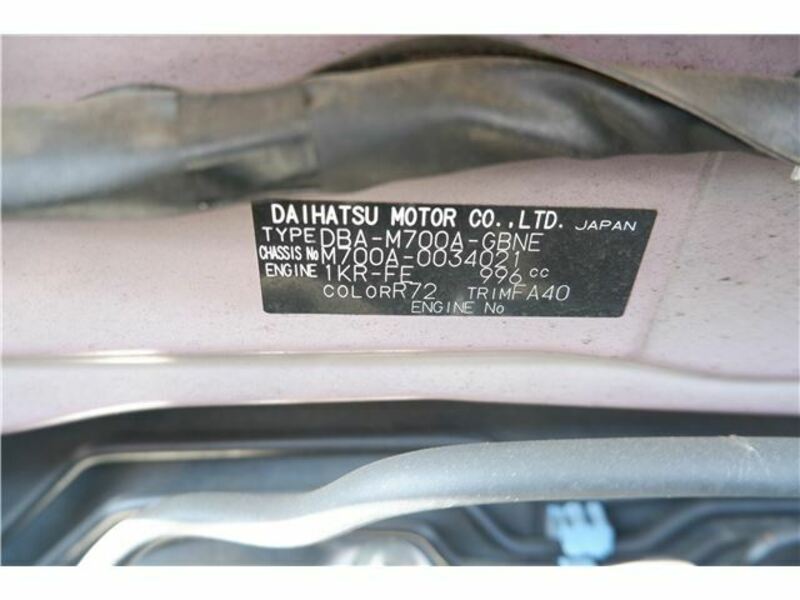 DAIHATSU MOTOR CO.,LTD. JAPAN
TYPE DBA-M700A-GBNE
CHASSIS No M700A-0034021
ENGINE 1KR-FE 996 cc
COLOR R72 TRIM FA40
ENGINE No